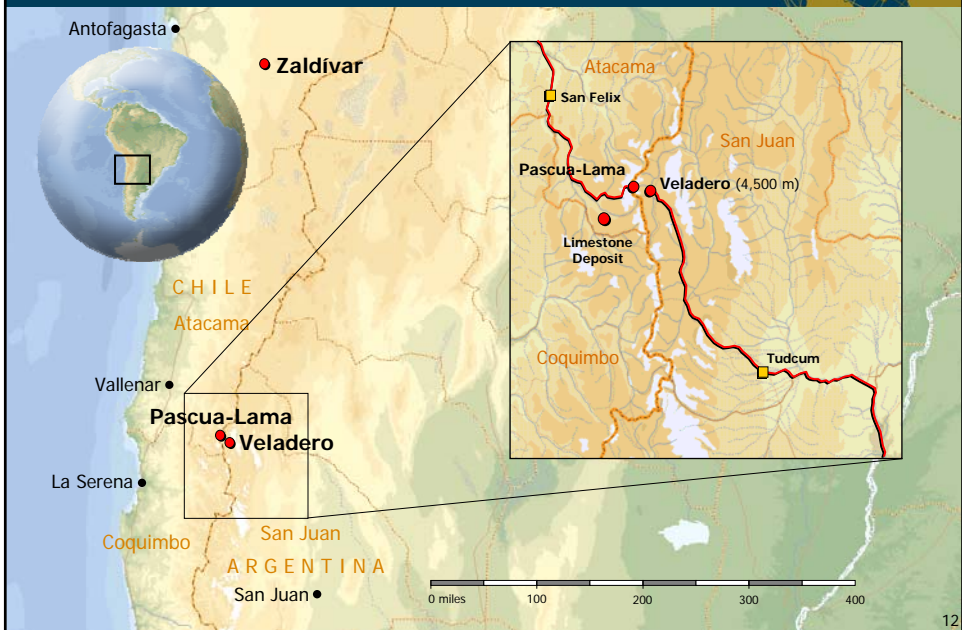 Antofagasta
Zaldívar
CHILE
Atacama
Vallenar
Pascua-Lama
Veladero
La Serena
Coquimbo
San Juan
ARGENTINA
San Juan
Atacama
San Felix
San Juan
Pascua-Lama
Veladero (4,500 m)
Limestone
Deposit
Coquimbo
Tudcum
0 miles 100 200 300 400
12